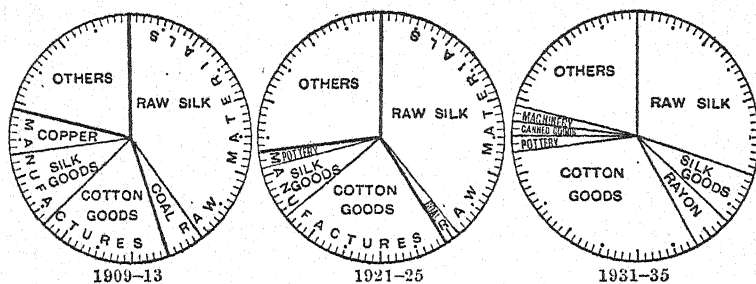 RAW MATERIALS
RAW SILK
COAL
COTTON GOODS
SILK GOODS
COPPER
MANUFACTURES
OTHERS
1909–13
RAW MATERIALS
RAW SILK
COAL
COTTON GOODS
SILK GOODS
POTTERY
MANUFACTURES
OTHERS
1921–25
RAW SILK
SILK GOODS
RAYON
COTTON GOODS
POTTERY
CANNED GOODS
MACHINERY
OTHERS
1931–35